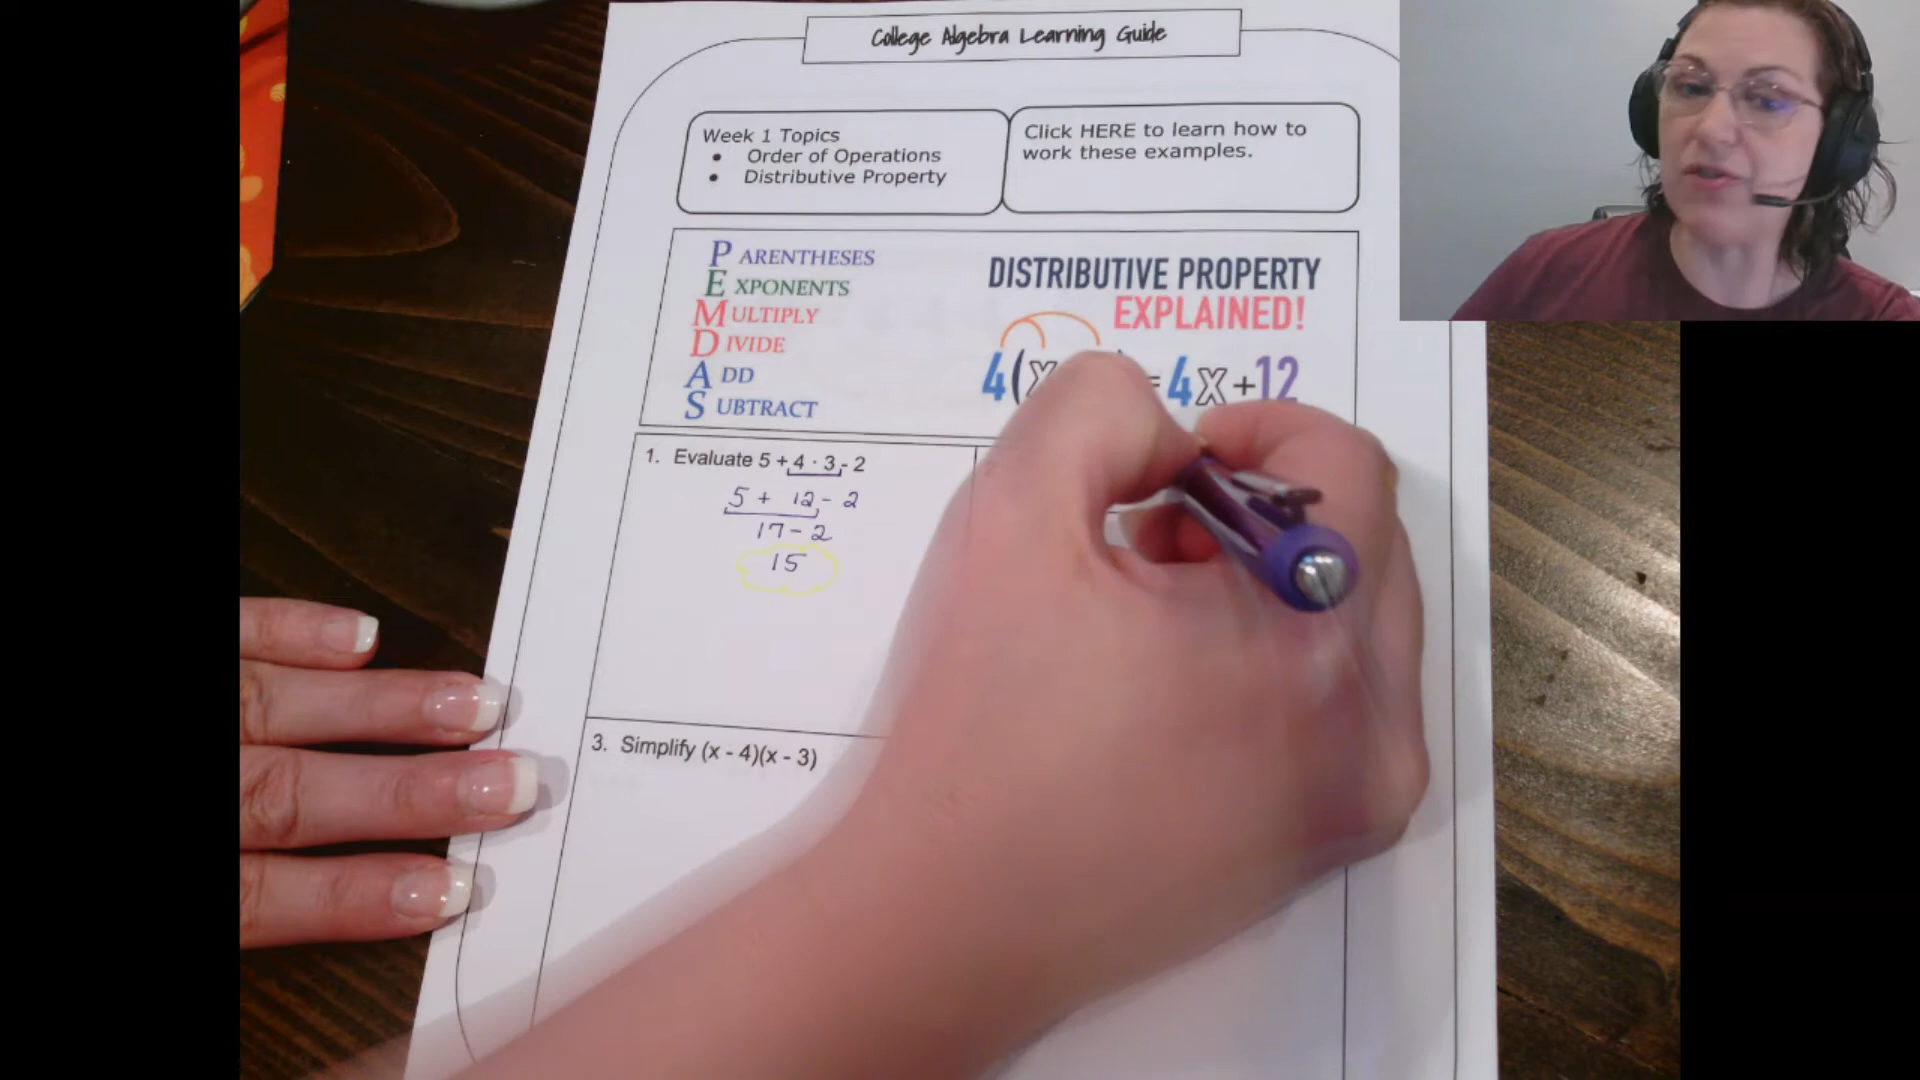 College Algebra Learning Guide
Week 1 Topics
• Order of Operations
• Distributive Property
Click HERE to learn how to
work these examples.
PARENTHESES
EXPONENTS
MULTIPLY
DIVIDE
ADD
SUBTRACT
DISTRIBUTIVE PROPERTY
EXPLAINED!
4(x = 4x+12
1. Evaluate 5 + 4 · 3 - 2
5 + 12 - 2
17 - 2
15
3. Simplify (x - 4)(x - 3)